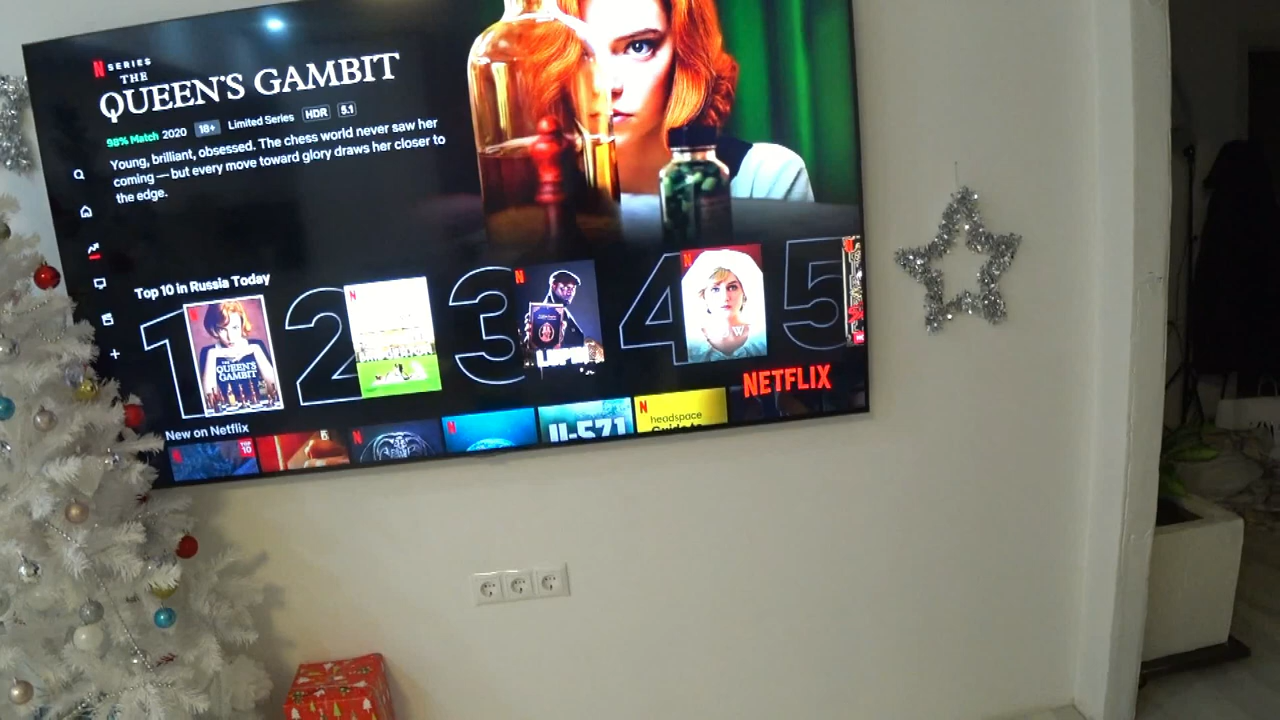 N SERIES
THE
QUEEN'S GAMBIT
98% Match 2020 18+ Limited Series HDR 5.1
Young, brilliant, obsessed. The chess world never saw her
coming — but every move toward glory draws her closer to
the edge.
Top 10 in Russia Today
1 2 3 4 5
THE
QUEEN'S
GAMBIT
LUPIN
NETFLIX
New on Netflix
TOP
10
U-571
headspace
Guide to